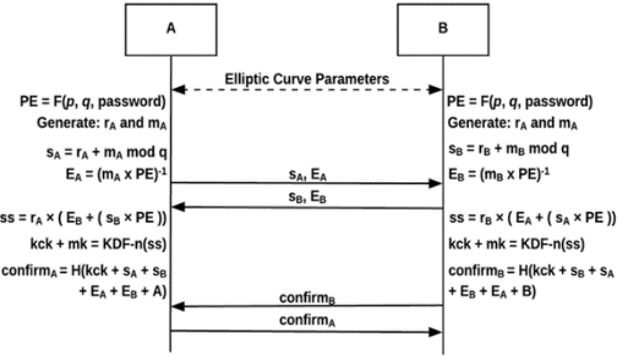 A
B
Elliptic Curve Parameters
PE = F(p, q, password)
Generate: rA and mA
sA = rA + mA mod q
EA = (mA x PE)-1
PE = F(p, q, password)
Generate: rA and mA
sB = rB + mB mod q
EB = (mB x PE)-1
sA, EA
sB, EB
ss = rA × ( EB + ( sB × PE ))
kck + mk = KDF-n(ss)
confirmA = H(kck + sA + sB
+ EA + EB + A)
ss = rB × ( EA + ( sA × PE ))
kck + mk = KDF-n(ss)
confirmB = H(kck + sB + sA
+ EB + EA + B)
confirmB
confirmA